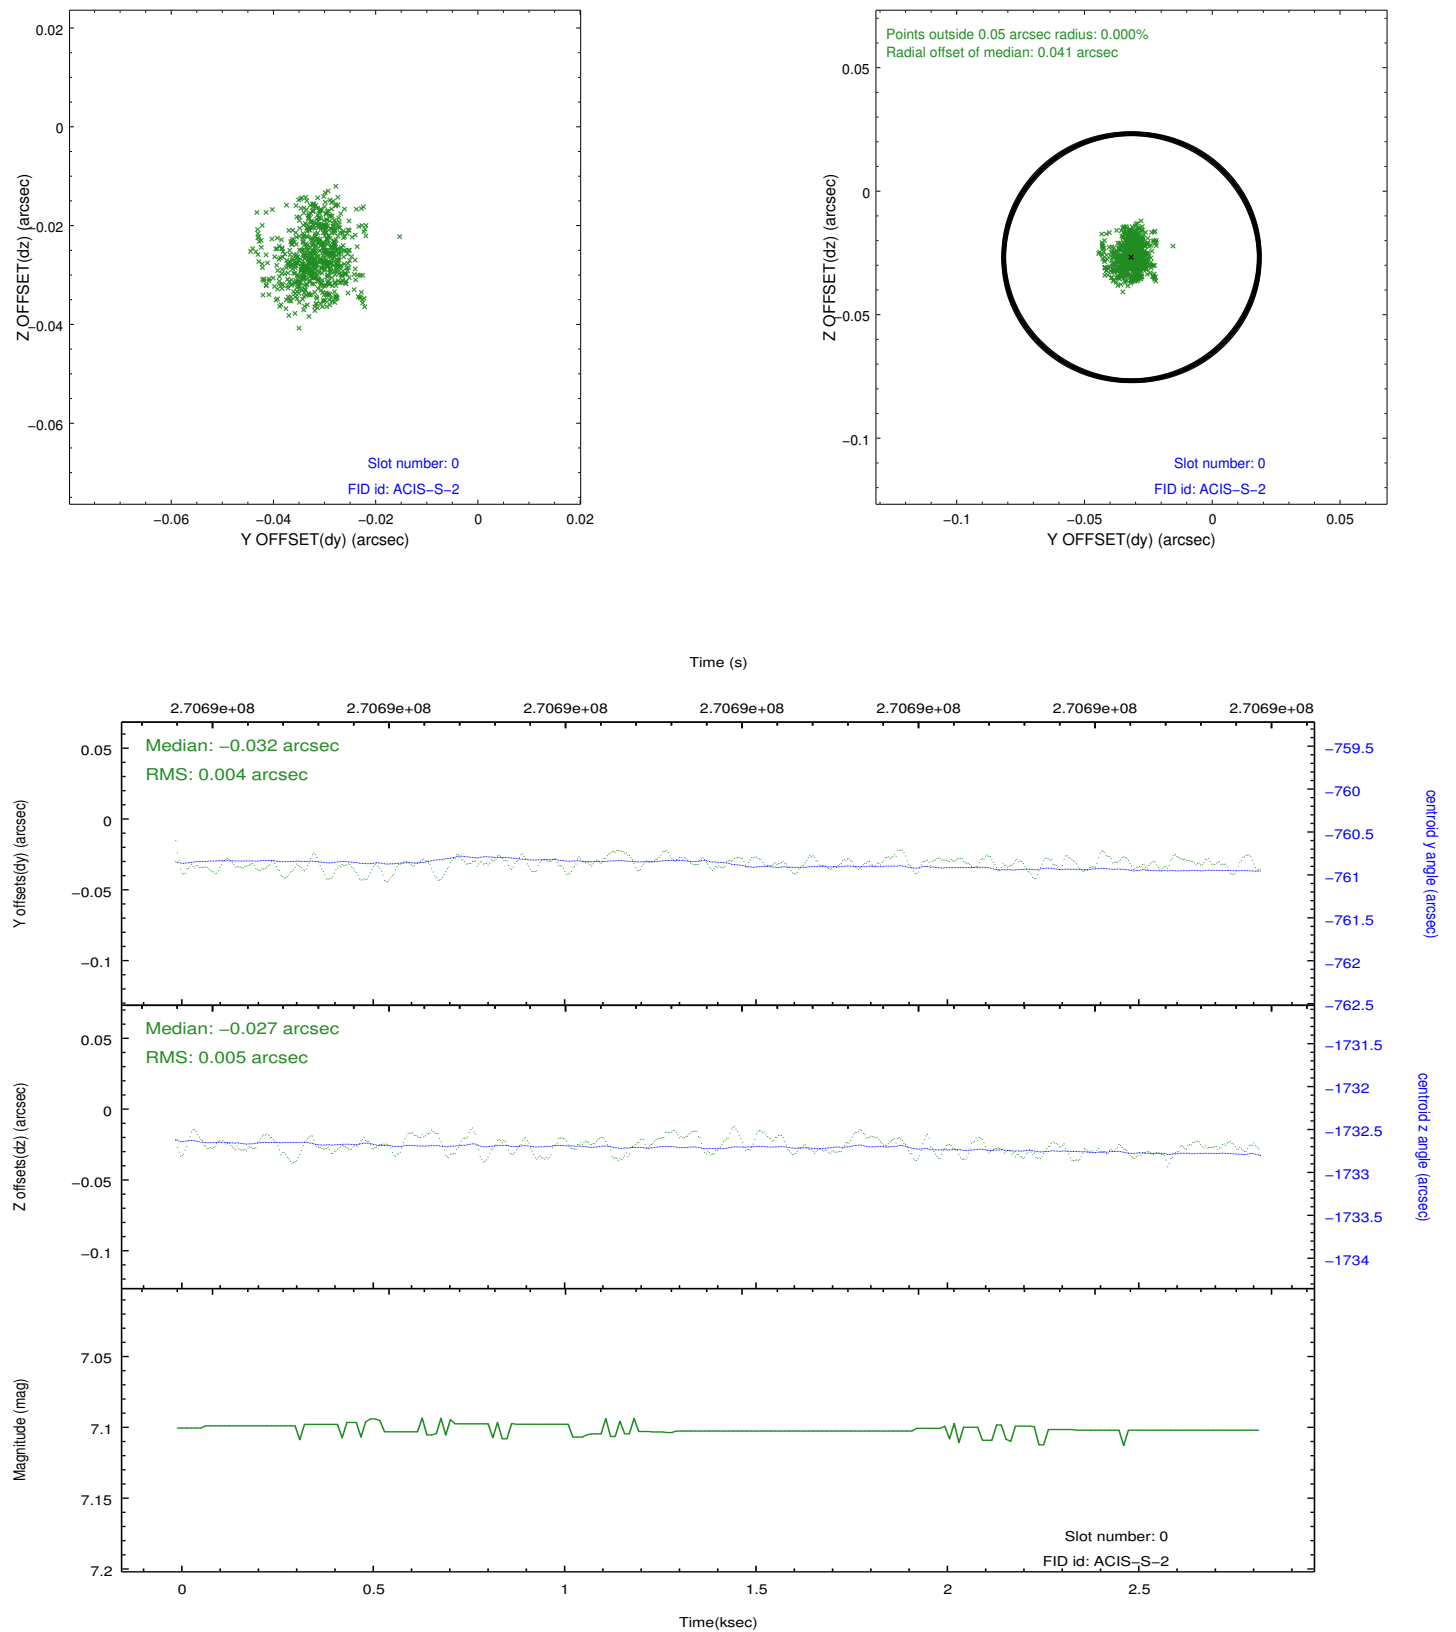 0.02
0
−0.02
−0.04
−0.06
Z OFFSET(dz) (arcsec)
Slot number: 0
FID id: ACIS−S−2
−0.06 −0.04 −0.02 0 0.02
Y OFFSET(dy) (arcsec)
Points outside 0.05 arcsec radius: 0.000%
Radial offset of median: 0.041 arcsec
0.05
0
−0.05
−0.1
Z OFFSET(dz) (arcsec)
Slot number: 0
FID id: ACIS−S−2
−0.1 −0.05 0 0.05
Y OFFSET(dy) (arcsec)
Time (s)
2.7069e+08 2.7069e+08 2.7069e+08 2.7069e+08 2.7069e+08 2.7069e+08 2.7069e+08
Median: −0.032 arcsec
RMS: 0.004 arcsec
0.05
0
−0.05
−0.1
Y offsets(dy) (arcsec)
−759.5
−760
−760.5
−761
−761.5
−762
−762.5
centroid y angle (arcsec)
Median: −0.027 arcsec
RMS: 0.005 arcsec
0.05
0
−0.05
−0.1
Z offsets(dz) (arcsec)
−1731.5
−1732
−1732.5
−1733
−1733.5
−1734
centroid z angle (arcsec)
7.05
7.1
7.15
7.2
Magnitude (mag)
Slot number: 0
FID id: ACIS−S−2
0 0.5 1 1.5 2 2.5
Time(ksec)